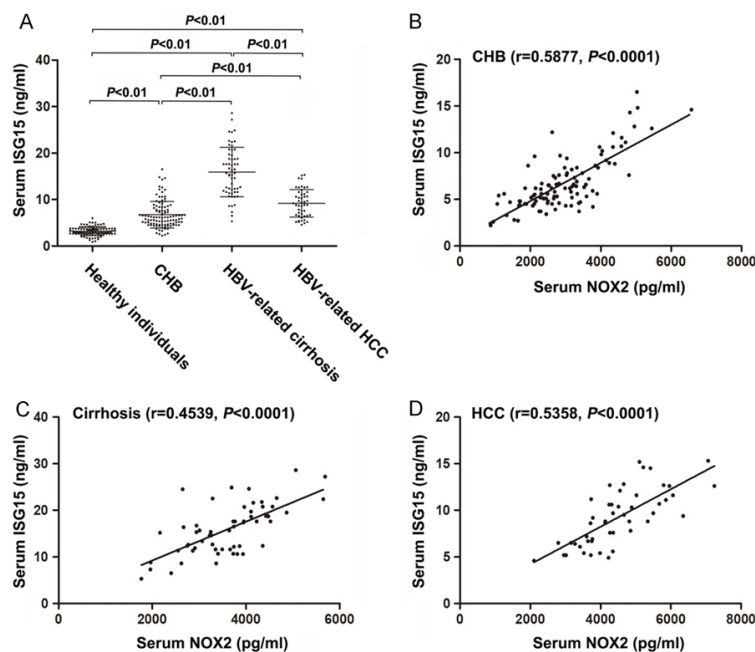 A
P<0.01
P<0.01 P<0.01
P<0.01
P<0.01 P<0.01
Serum ISG15 (ng/ml)
40
30
20
10
0
Healthy individuals
CHB
HBV-related cirrhosis
HBV-related HCC
B
CHB (r=0.5877, P<0.0001)
Serum ISG15 (ng/ml)
20
15
10
5
0
0 2000 4000 6000 8000
Serum NOX2 (pg/ml)
C
Cirrhosis (r=0.4539, P<0.0001)
Serum ISG15 (ng/ml)
40
30
20
10
0
0 2000 4000 6000
Serum NOX2 (pg/ml)
D
HCC (r=0.5358, P<0.0001)
Serum ISG15 (ng/ml)
20
15
10
5
0
0 2000 4000 6000 8000
Serum NOX2 (pg/ml)